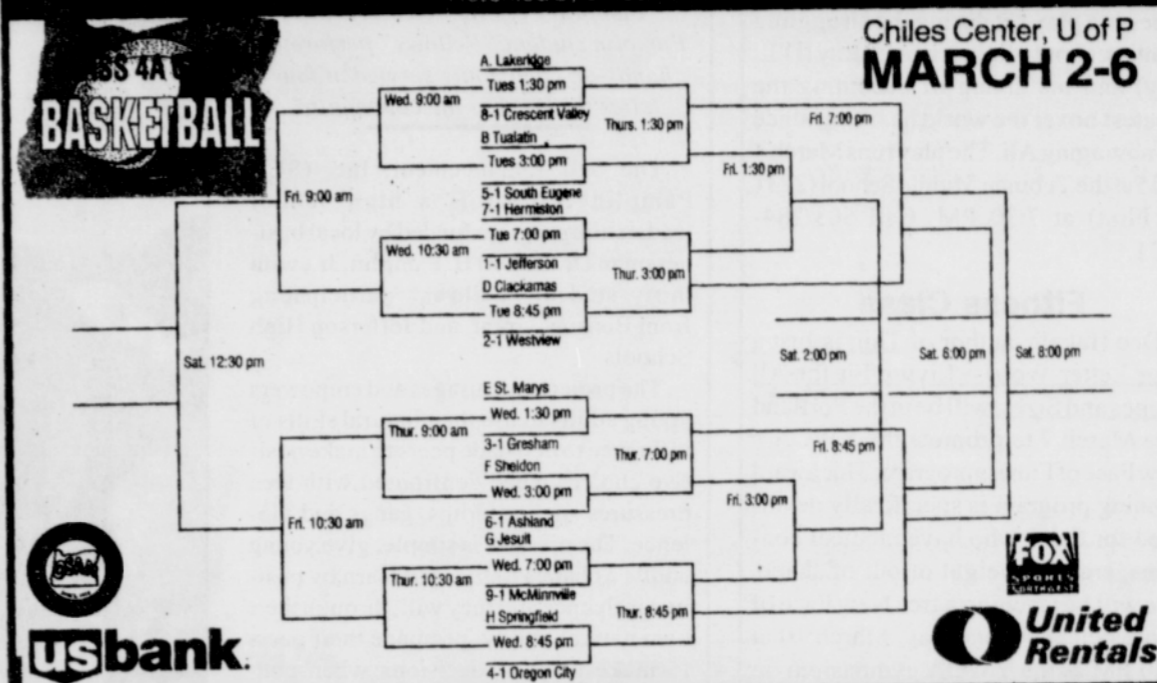 SS 4A
BASKETBALL
Chiles Center, U of P
MARCH 2-6
A. Lakeridge
Tues 1:30 pm
8-1 Crescent Valley
B Tualatin
Tues 3:00 pm
5-1 South Eugene
7-1 Hermiston
Tue 7:00 pm
1-1 Jefferson
D Clackamas
Tue 8:45 pm
2-1 Westview
E St. Marys
Wed. 1:30 pm
3-1 Gresham
F Sheldon
Wed. 3:00 pm
6-1 Ashland
G Jesuit
Wed. 7:00 pm
9-1 McMinnville
H Springfield
Wed. 8:45 pm
4-1 Oregon City
Wed. 9:00 am
Wed. 10:30 am
Thur. 9:00 am
Thur. 10:30 am
Fri. 9:00 am
Fri. 10:30 am
Sat. 12:30 pm
Thurs. 1:30 pm
Thur. 3:00 pm
Thur. 7:00 pm
Thur. 8:45 pm
Fri. 1:30 pm
Fri. 3:00 pm
Fri. 7:00 pm
Fri. 8:45 pm
Sat. 2:00 pm
Sat. 6:00 pm
Sat. 8:00 pm
usbank.
FOX
SPORTS
United
Rentals